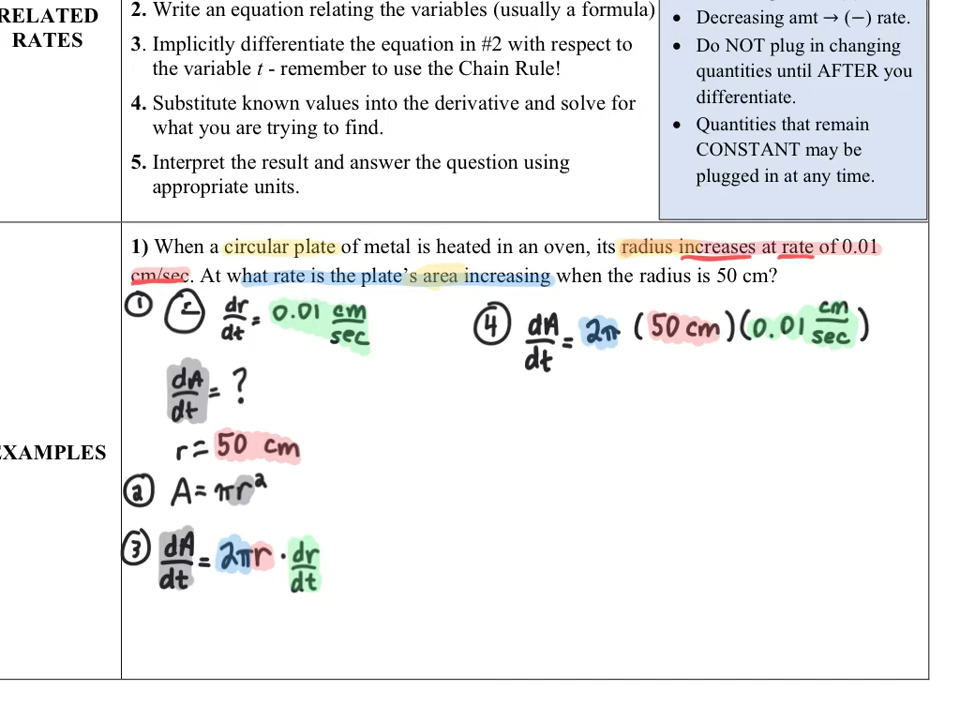 RELATED
RATES
2. Write an equation relating the variables (usually a formula)
3. Implicitly differentiate the equation in #2 with respect to
the variable t - remember to use the Chain Rule!
4. Substitute known values into the derivative and solve for
what you are trying to find.
5. Interpret the result and answer the question using
appropriate units.
• Decreasing amt → (−) rate.
• Do NOT plug in changing
quantities until AFTER you
differentiate.
• Quantities that remain
CONSTANT may be
plugged in at any time.
EXAMPLES
1) When a circular plate of metal is heated in an oven, its radius increases at rate of 0.01
cm/sec. At what rate is the plate's area increasing when the radius is 50 cm?
① dr/dt = 0.01 cm/sec
dA/dt = ?
r = 50 cm
② A = πr²
③ dA/dt = 2πr · dr/dt
④ dA/dt = 2π (50 cm)(0.01 cm/sec)